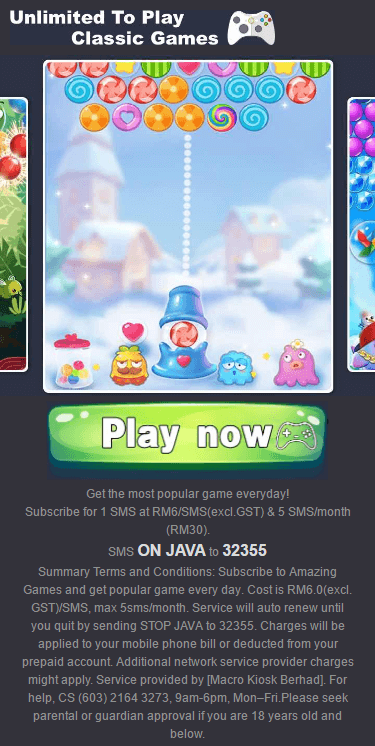 Unlimited To Play
Classic Games
Play now
Get the most popular game everyday!
Subscribe for 1 SMS at RM6/SMS(excl.GST) & 5 SMS/month
(RM30).
SMS ON JAVA to 32355
Summary Terms and Conditions: Subscribe to Amazing
Games and get popular game every day. Cost is RM6.0(excl.
GST)/SMS, max 5sms/month. Service will auto renew until
you quit by sending STOP JAVA to 32355. Charges will be
applied to your mobile phone bill or deducted from your
prepaid account. Additional network service provider charges
might apply. Service provided by [Macro Kiosk Berhad]. For
help, CS (603) 2164 3273, 9am-6pm, Mon–Fri.Please seek
parental or guardian approval if you are 18 years old and
below.